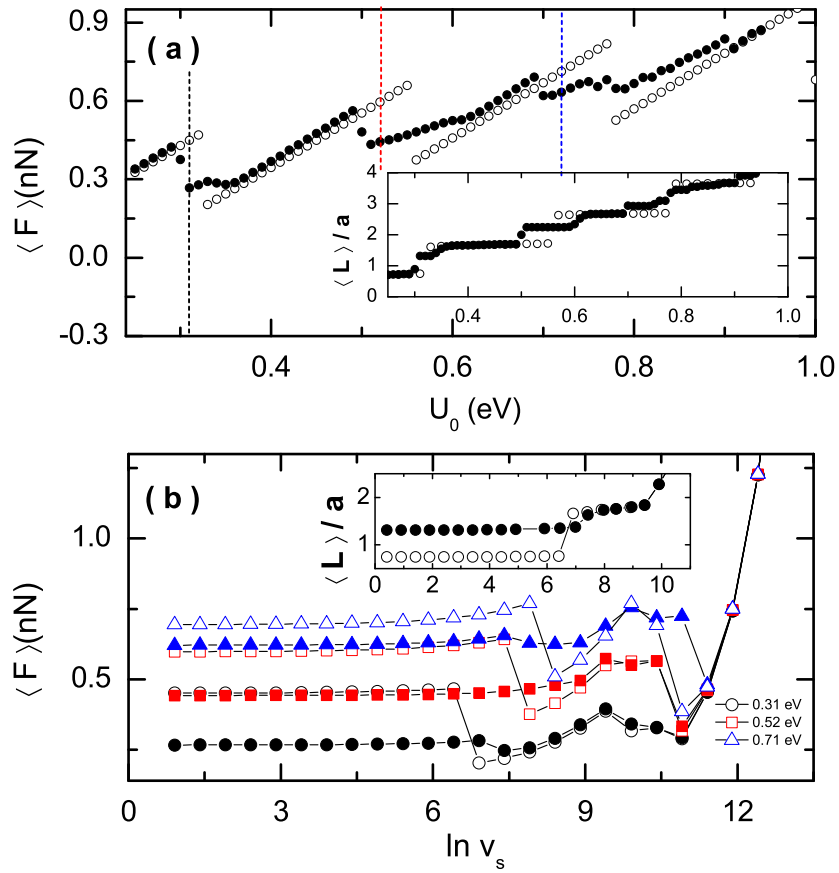 ( a )
0.9
0.6
0.3
0.0
-0.3
⟨ F ⟩(nN)
4
3
2
1
0
⟨ L ⟩ / a
0.4 0.6 0.8 1.0
0.4 0.6 0.8 1.0
U_0 (eV)
( b )
1.0
0.5
⟨ F ⟩(nN)
2
1
⟨ L ⟩ / a
0 2 4 6 8 10
0.31 eV
0.52 eV
0.71 eV
0 3 6 9 12
ln v_s